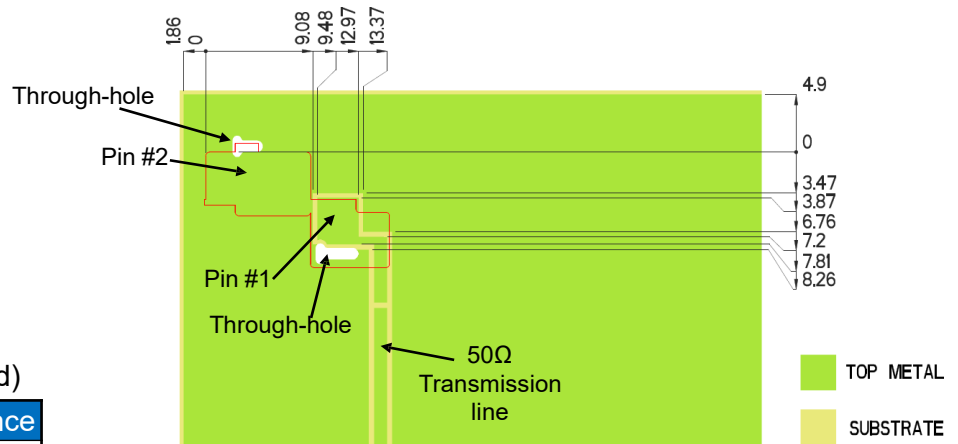 1.86
0
9.08
9.48
12.97
13.37
Through-hole
Pin #2
Pin #1
Through-hole
50Ω
Transmission
line
4.9
0
3.47
3.87
6.76
7.2
7.81
8.26
TOP METAL
SUBSTRATE
d)
nce